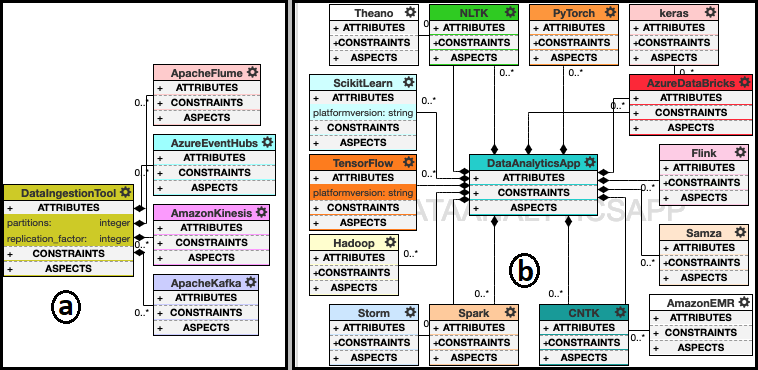 ApacheFlume
+ ATTRIBUTES
0..* + CONSTRAINTS
+ ASPECTS
AzureEventHubs
+ ATTRIBUTES
0..* + CONSTRAINTS
+ ASPECTS
DataIngestionTool
+ ATTRIBUTES
partitions: integer
replication_factor: integer
+ CONSTRAINTS
+ ASPECTS
AmazonKinesis
+ ATTRIBUTES
0..* + CONSTRAINTS
+ ASPECTS
ApacheKafka
+ ATTRIBUTES
0..* + CONSTRAINTS
+ ASPECTS
a
Theano
+ ATTRIBUTES
+CONSTRAINTS
+ ASPECTS
0..*
NLTK
+ ATTRIBUTES
+CONSTRAINTS
+ ASPECTS
0..*
PyTorch
+ ATTRIBUTES
+CONSTRAINTS
+ ASPECTS
0..*
keras
+ ATTRIBUTES
+CONSTRAINTS
+ ASPECTS
0..*
ScikitLearn
+ ATTRIBUTES
platformversion: string
+ CONSTRAINTS
+ ASPECTS
0..*
AzureDataBricks
+ ATTRIBUTES
+ CONSTRAINTS
+ ASPECTS
0..*
TensorFlow
+ ATTRIBUTES
platformversion: string
+ CONSTRAINTS
+ ASPECTS
0..*
DataAnalyticsApp
+ ATTRIBUTES
+ CONSTRAINTS
+ ASPECTS
Flink
+ ATTRIBUTES
+CONSTRAINTS
+ ASPECTS
0..*
Hadoop
+ ATTRIBUTES
+CONSTRAINTS
+ ASPECTS
0..*
Samza
+ ATTRIBUTES
+CONSTRAINTS
+ ASPECTS
0..*
b
Storm
+ ATTRIBUTES
+CONSTRAINTS
+ ASPECTS
0..*
Spark
+ ATTRIBUTES
+CONSTRAINTS
+ ASPECTS
0..*
CNTK
+ ATTRIBUTES
+CONSTRAINTS
+ ASPECTS
0..*
AmazonEMR
+ ATTRIBUTES
+ CONSTRAINTS
+ ASPECTS
0..*